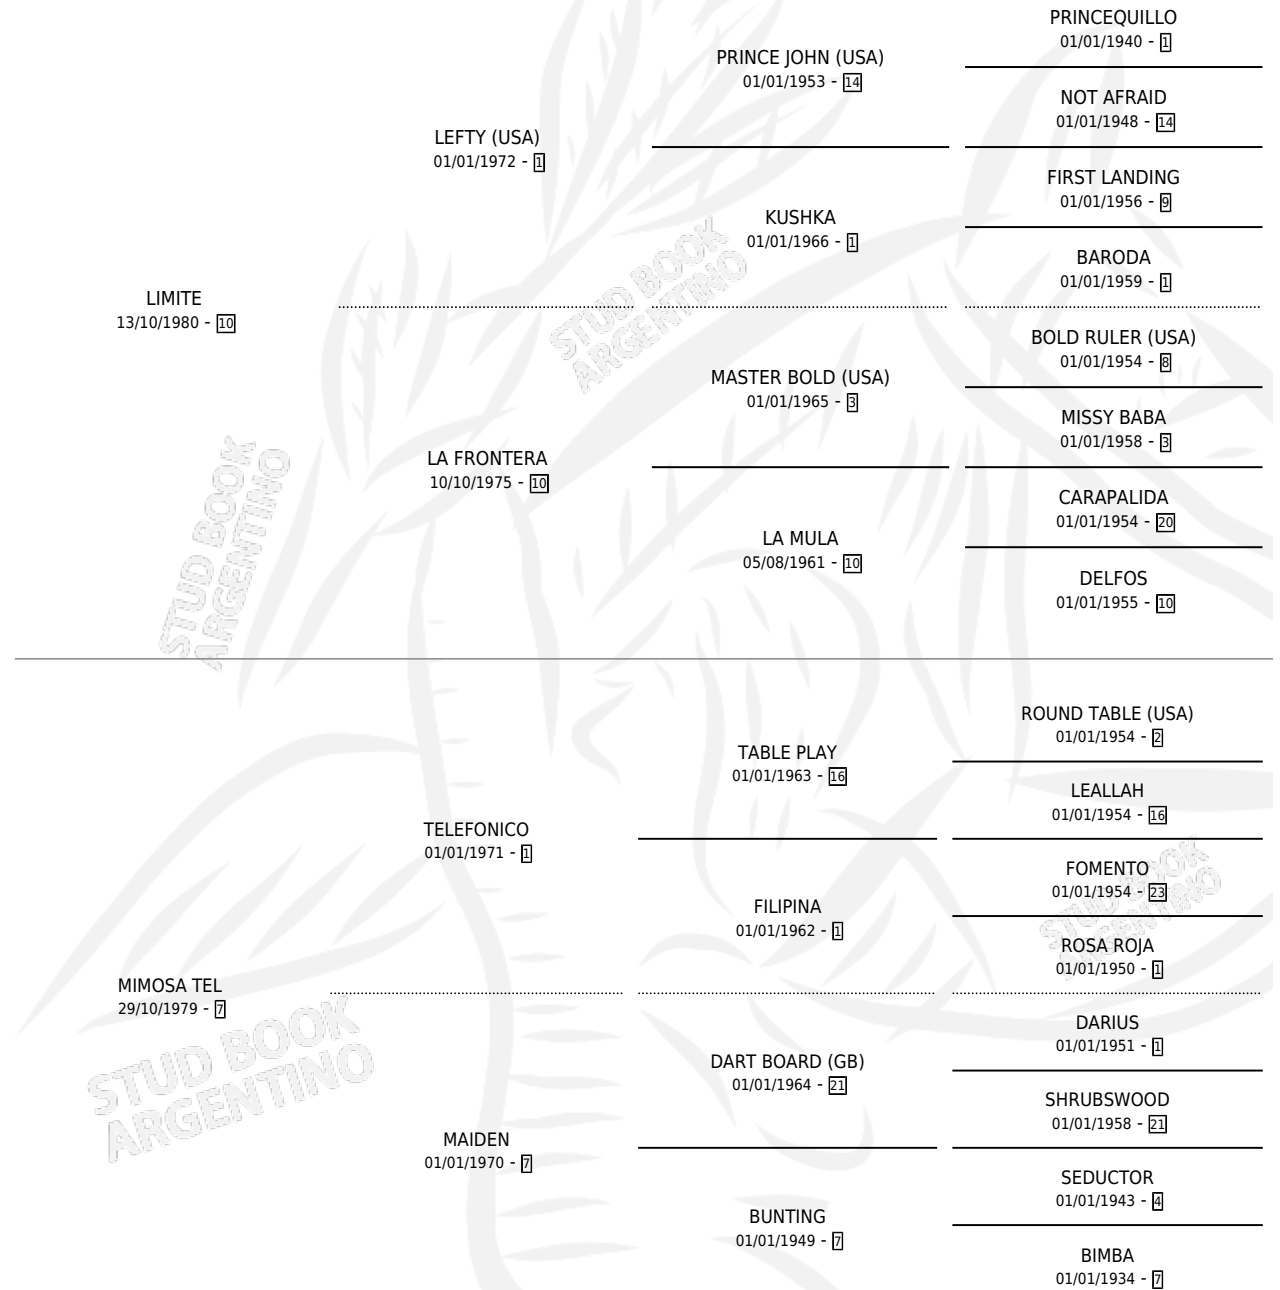 PRINCEQUILLO
01/01/1940 - 1
PRINCE JOHN (USA)
01/01/1953 - 14
NOT AFRAID
01/01/1948 - 14
LEFTY (USA)
01/01/1972 - 1
FIRST LANDING
01/01/1956 - 9
KUSHKA
01/01/1966 - 1
BARODA
01/01/1959 - 1
LIMITE
13/10/1980 - 10
BOLD RULER (USA)
01/01/1954 - 8
MASTER BOLD (USA)
01/01/1965 - 3
MISSY BABA
01/01/1958 - 3
LA FRONTERA
10/10/1975 - 10
CARAPALIDA
01/01/1954 - 20
LA MULA
05/08/1961 - 10
DELFOS
01/01/1955 - 10
STUD BOOK
ARGENTINO
STUD BOOK
ARGENTINO
ROUND TABLE (USA)
01/01/1954 - 2
TABLE PLAY
01/01/1963 - 16
LEALLAH
01/01/1954 - 16
TELEFONICO
01/01/1971 - 1
FOMENTO
01/01/1954 - 23
FILIPINA
01/01/1962 - 1
ROSA ROJA
01/01/1950 - 1
MIMOSA TEL
29/10/1979 - 7
DARIUS
01/01/1951 - 1
DART BOARD (GB)
01/01/1964 - 21
SHRUBSWOOD
01/01/1958 - 21
MAIDEN
01/01/1970 - 7
SEDUCTOR
01/01/1943 - 4
BUNTING
01/01/1949 - 7
BIMBA
01/01/1934 - 7
STUD BOOK
ARGENTINO
STUD BOOK
ARGENTINO